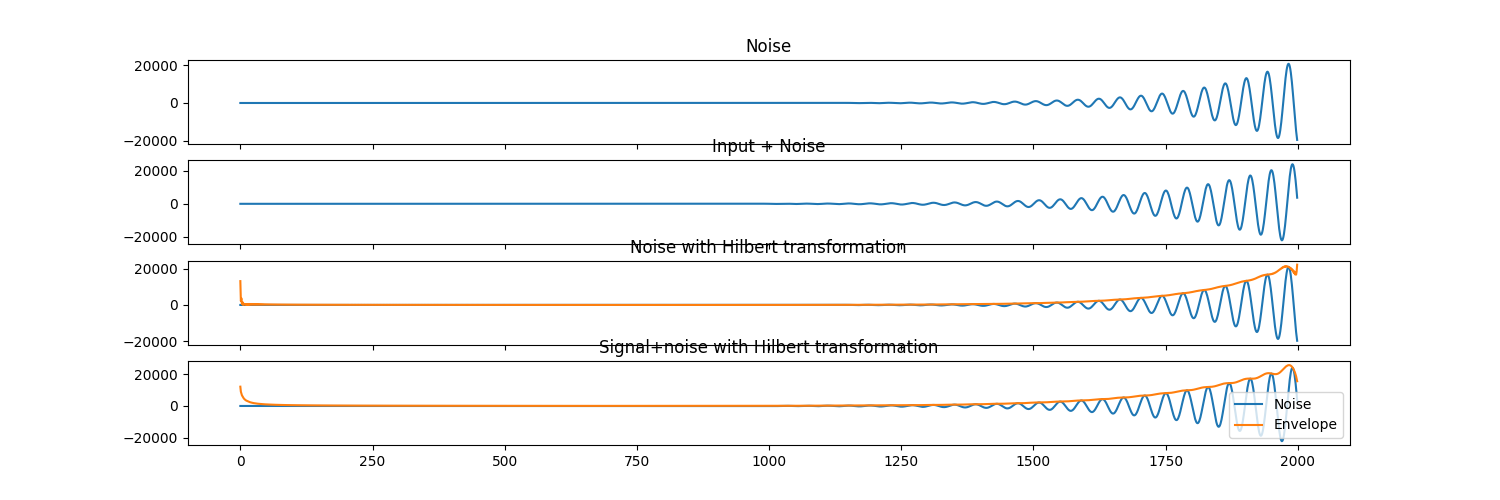 Noise
20000
0
−20000
Input + Noise
20000
0
−20000
Noise with Hilbert transformation
20000
0
−20000
Signal+noise with Hilbert transformation
20000
0
−20000
Noise
Envelope
0 250 500 750 1000 1250 1500 1750 2000